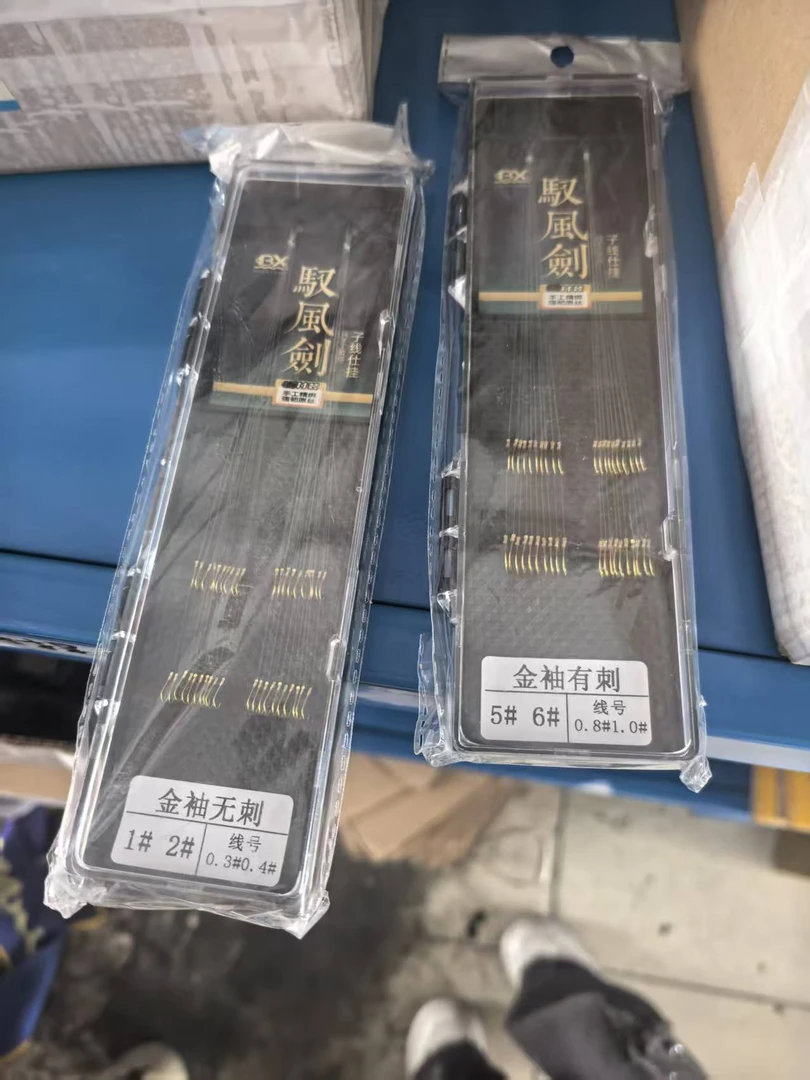 BX
馭風劍
子线仕挂
金袖无刺
1# 2#
线号
0.3#0.4#
BX
馭風劍
子线仕挂
金袖有刺
5# 6#
线号
0.8#1.0#